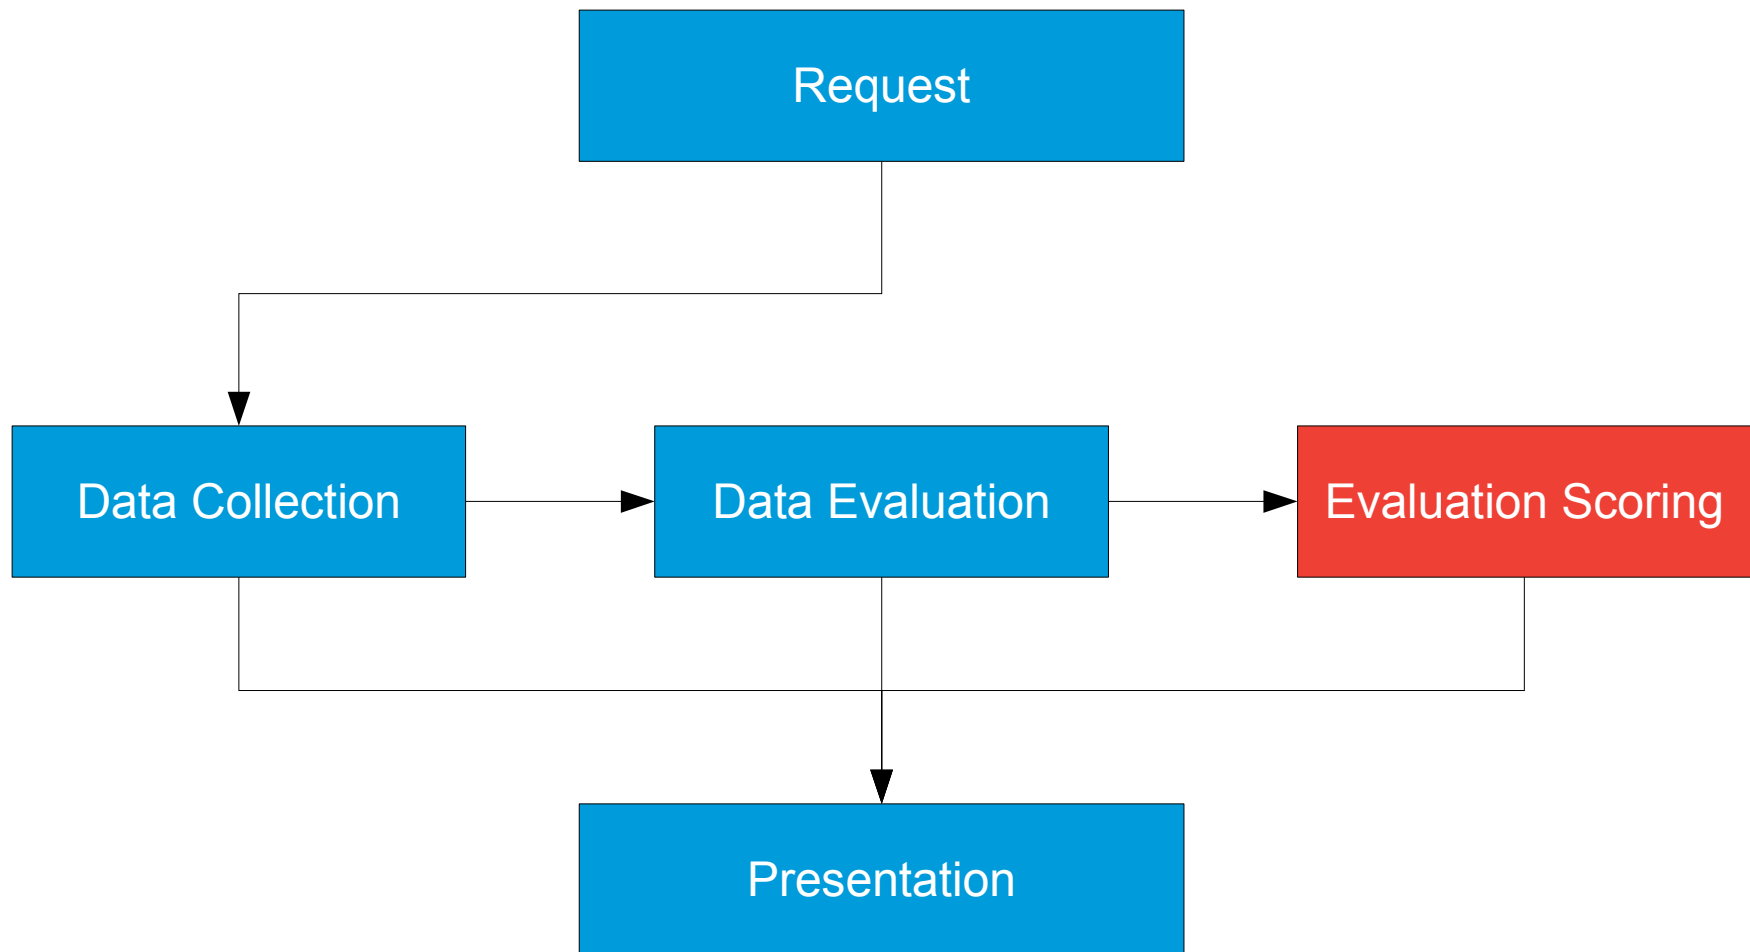 Request
Data Collection
Data Evaluation
Evaluation Scoring
Presentation